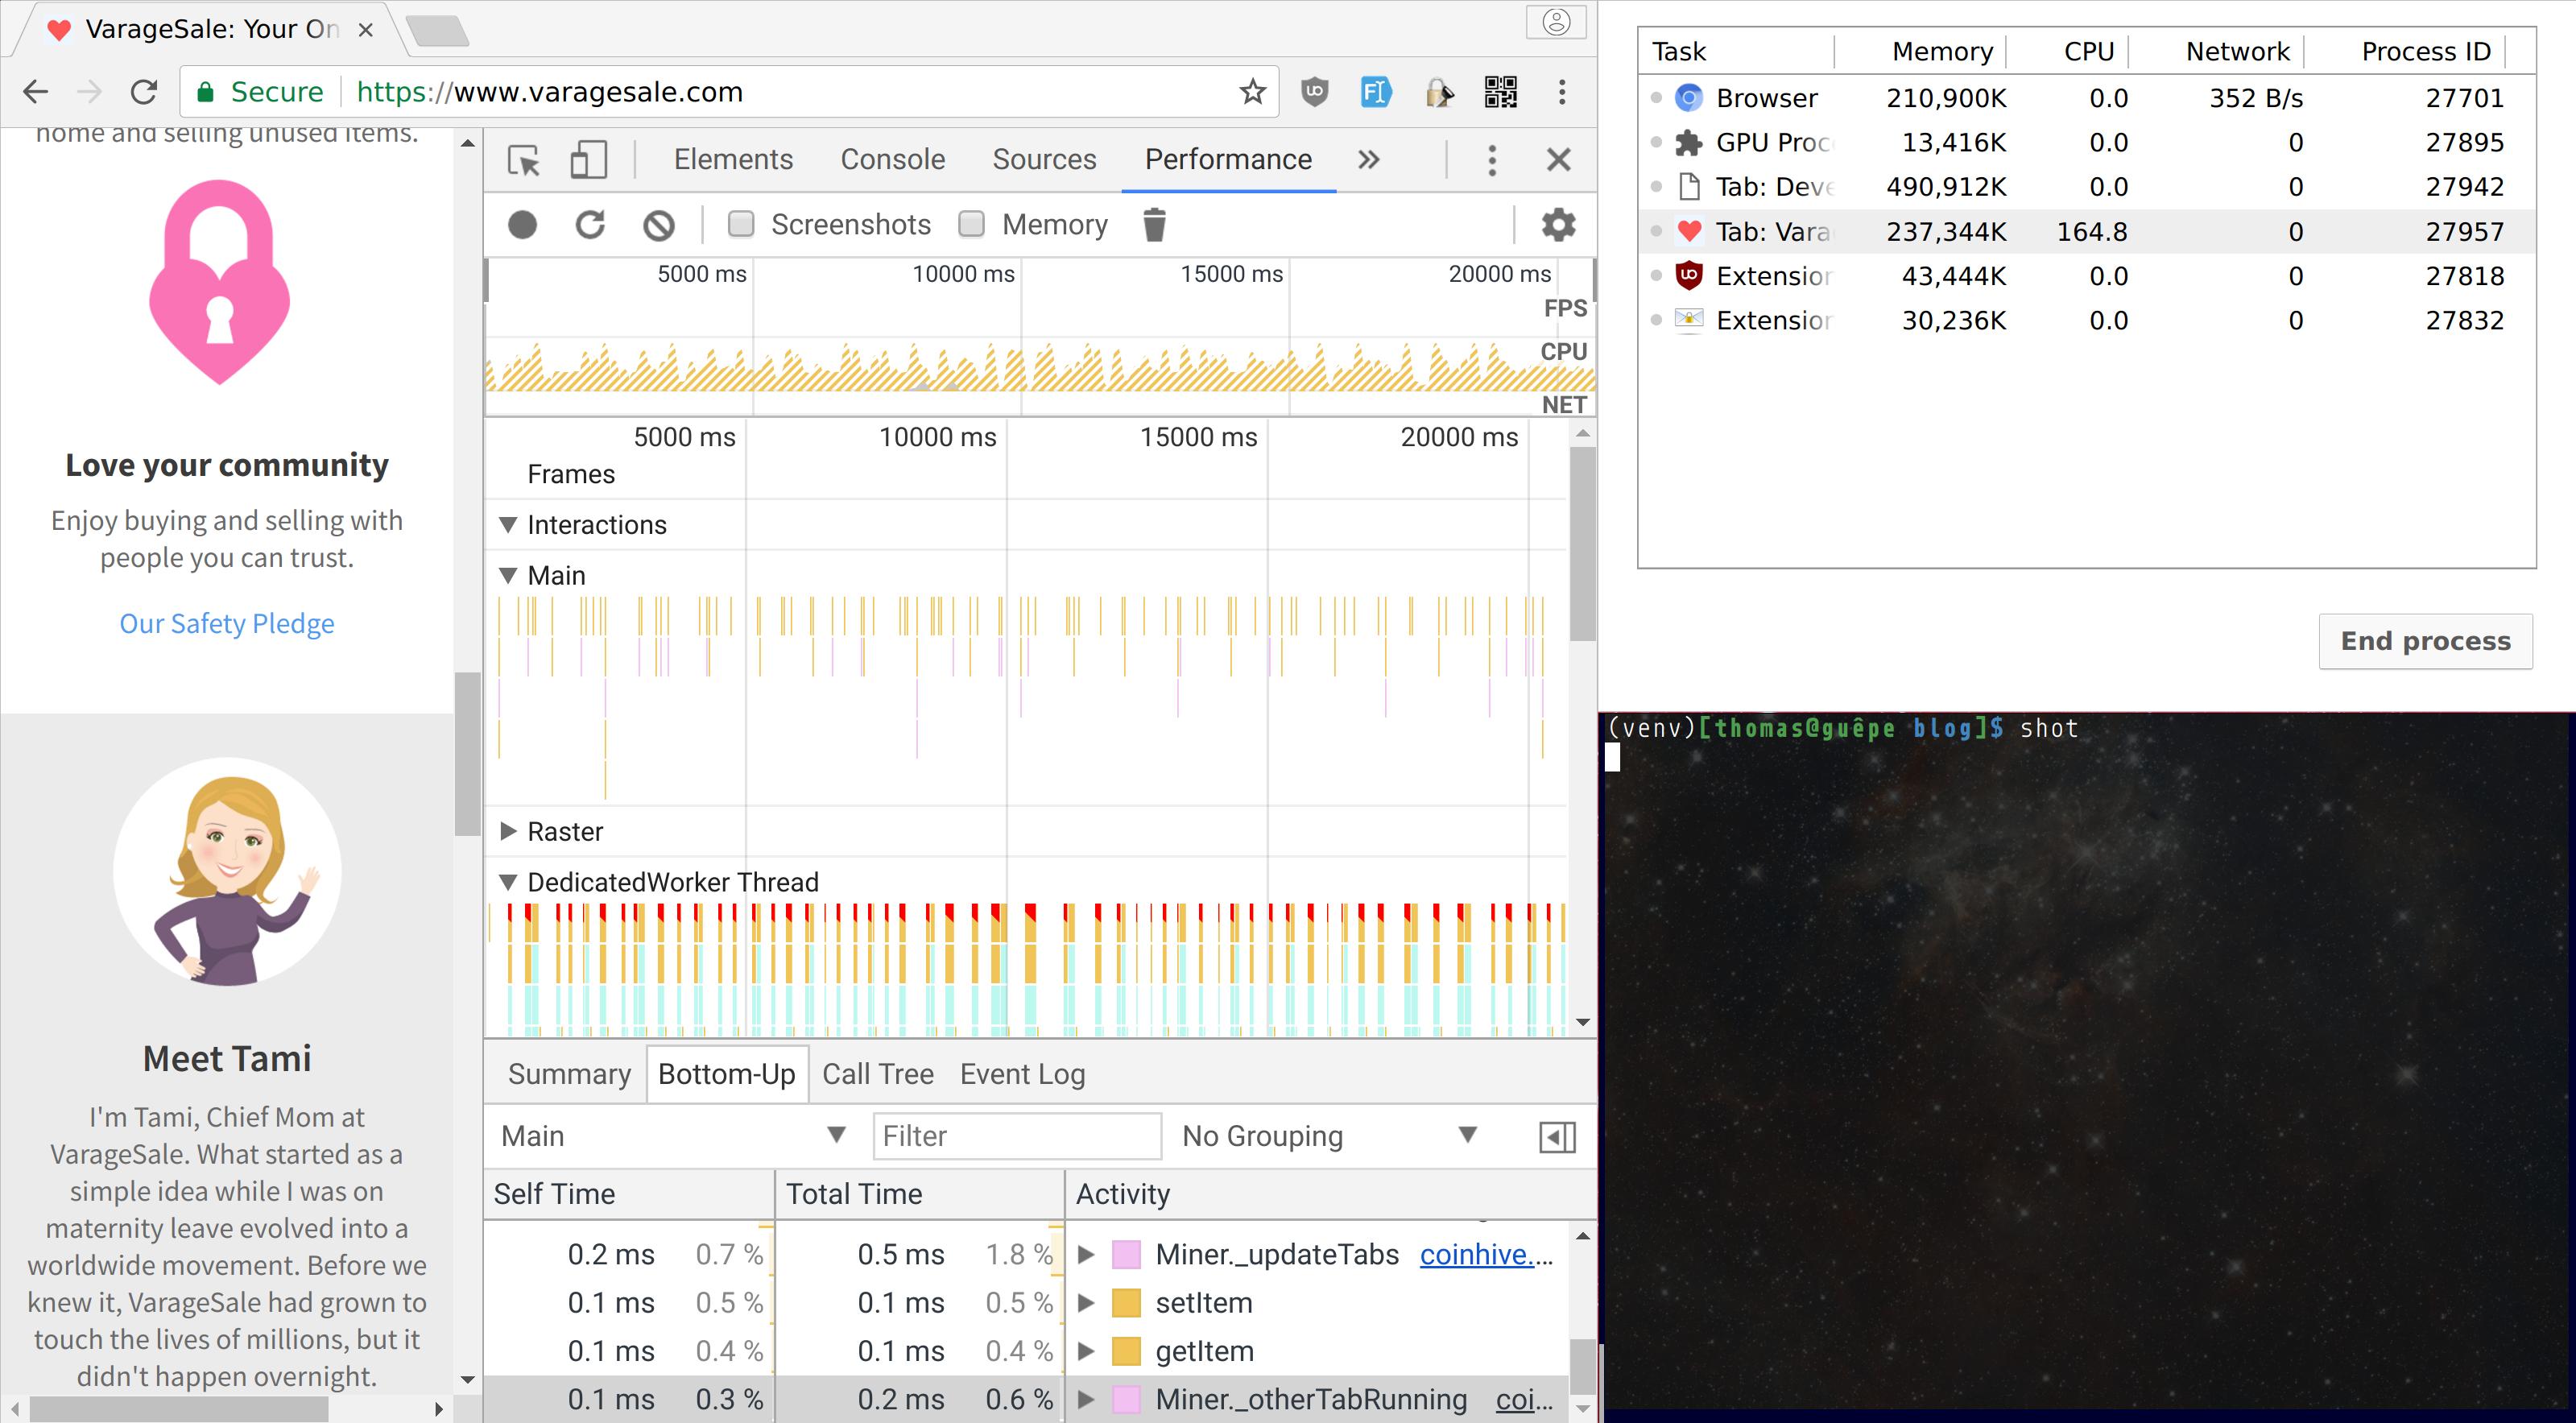 VarageSale: Your On
Secure https://www.varagesale.com
home and selling unused items.
Love your community
Enjoy buying and selling with
people you can trust.
Our Safety Pledge
Meet Tami
I'm Tami, Chief Mom at
VarageSale. What started as a
simple idea while I was on
maternity leave evolved into a
worldwide movement. Before we
knew it, VarageSale had grown to
touch the lives of millions, but it
didn't happen overnight.
Elements Console Sources Performance
Screenshots Memory
5000 ms 10000 ms 15000 ms 20000 ms
FPS
CPU
NET
5000 ms 10000 ms 15000 ms 20000 ms
Frames
Interactions
Main
Raster
DedicatedWorker Thread
Summary Bottom-Up Call Tree Event Log
Main Filter No Grouping
Self Time Total Time Activity
0.2 ms 0.7 % 0.5 ms 1.8 % Miner._updateTabs coinhive.…
0.1 ms 0.5 % 0.1 ms 0.5 % setItem
0.1 ms 0.4 % 0.1 ms 0.4 % getItem
0.1 ms 0.3 % 0.2 ms 0.6 % Miner._otherTabRunning coi…
Task Memory CPU Network Process ID
Browser 210,900K 0.0 352 B/s 27701
GPU Proc 13,416K 0.0 0 27895
Tab: Deve 490,912K 0.0 0 27942
Tab: Vara 237,344K 164.8 0 27957
Extension 43,444K 0.0 0 27818
Extension 30,236K 0.0 0 27832
End process
(venv)[thomas@guêpe blog]$ shot